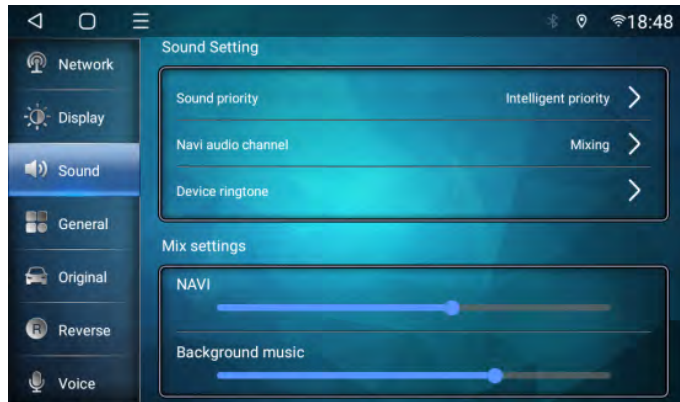 18:48
Network
Display
Sound
General
Original
R Reverse
Voice
Sound Setting
Sound priority Intelligent priority
Navi audio channel Mixing
Device ringtone
Mix settings
NAVI
Background music